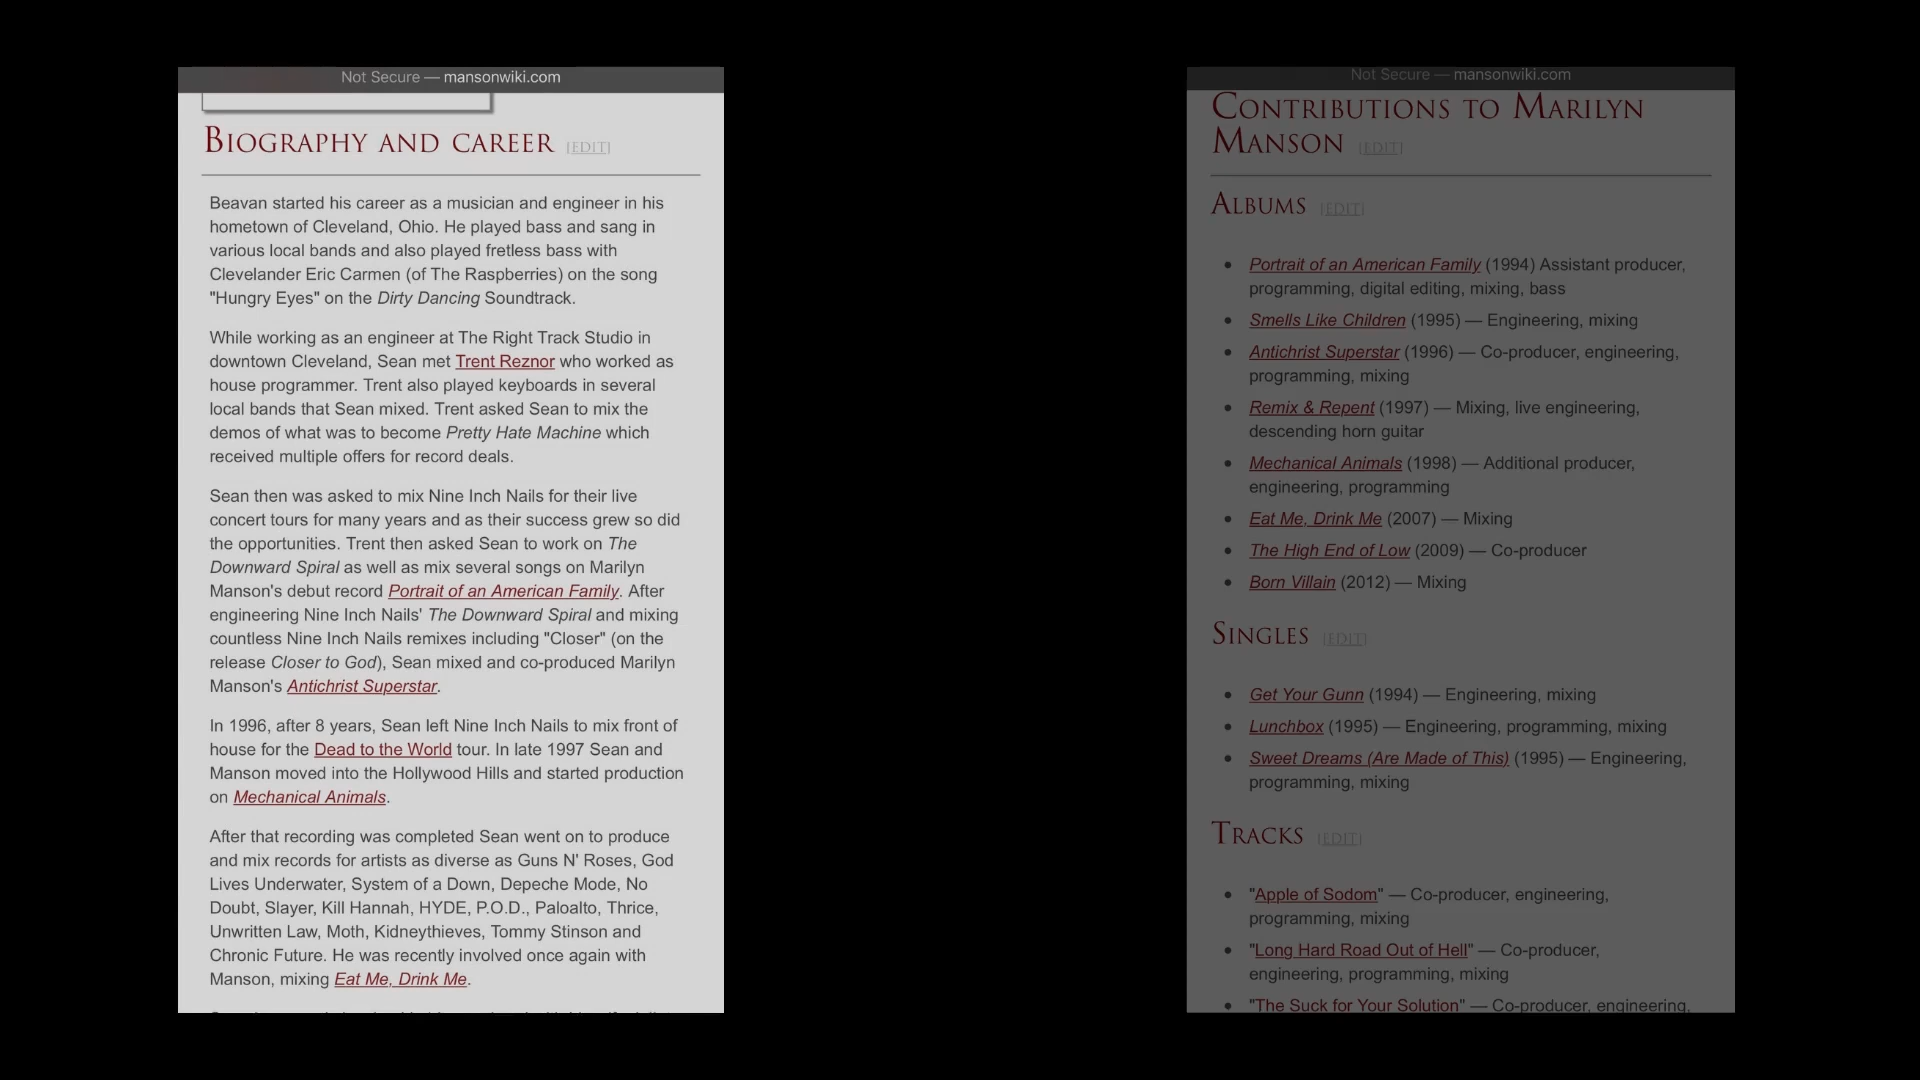 Not Secure — mansonwiki.com
Biography and career [edit]
Beavan started his career as a musician and engineer in his
hometown of Cleveland, Ohio. He played bass and sang in
various local bands and also played fretless bass with
Clevelander Eric Carmen (of The Raspberries) on the song
"Hungry Eyes" on the Dirty Dancing Soundtrack.
While working as an engineer at The Right Track Studio in
downtown Cleveland, Sean met Trent Reznor who worked as
house programmer. Trent also played keyboards in several
local bands that Sean mixed. Trent asked Sean to mix the
demos of what was to become Pretty Hate Machine which
received multiple offers for record deals.
Sean then was asked to mix Nine Inch Nails for their live
concert tours for many years and as their success grew so did
the opportunities. Trent then asked Sean to work on The
Downward Spiral as well as mix several songs on Marilyn
Manson's debut record Portrait of an American Family. After
engineering Nine Inch Nails' The Downward Spiral and mixing
countless Nine Inch Nails remixes including "Closer" (on the
release Closer to God), Sean mixed and co-produced Marilyn
Manson's Antichrist Superstar.
In 1996, after 8 years, Sean left Nine Inch Nails to mix front of
house for the Dead to the World tour. In late 1997 Sean and
Manson moved into the Hollywood Hills and started production
on Mechanical Animals.
After that recording was completed Sean went on to produce
and mix records for artists as diverse as Guns N' Roses, God
Lives Underwater, System of a Down, Depeche Mode, No
Doubt, Slayer, Kill Hannah, HYDE, P.O.D., Paloalto, Thrice,
Unwritten Law, Moth, Kidneythieves, Tommy Stinson and
Chronic Future. He was recently involved once again with
Manson, mixing Eat Me, Drink Me.
Not Secure — mansonwiki.com
Contributions to Marilyn
Manson [edit]
Albums [edit]
• Portrait of an American Family (1994) Assistant producer,
programming, digital editing, mixing, bass
• Smells Like Children (1995) — Engineering, mixing
• Antichrist Superstar (1996) — Co-producer, engineering,
programming, mixing
• Remix & Repent (1997) — Mixing, live engineering,
descending horn guitar
• Mechanical Animals (1998) — Additional producer,
engineering, programming
• Eat Me, Drink Me (2007) — Mixing
• The High End of Low (2009) — Co-producer
• Born Villain (2012) — Mixing
Singles [edit]
• Get Your Gunn (1994) — Engineering, mixing
• Lunchbox (1995) — Engineering, programming, mixing
• Sweet Dreams (Are Made of This) (1995) — Engineering,
programming, mixing
Tracks [edit]
• "Apple of Sodom" — Co-producer, engineering,
programming, mixing
• "Long Hard Road Out of Hell" — Co-producer,
engineering, programming, mixing
• "The Suck for Your Solution" — Co-producer, engineering,